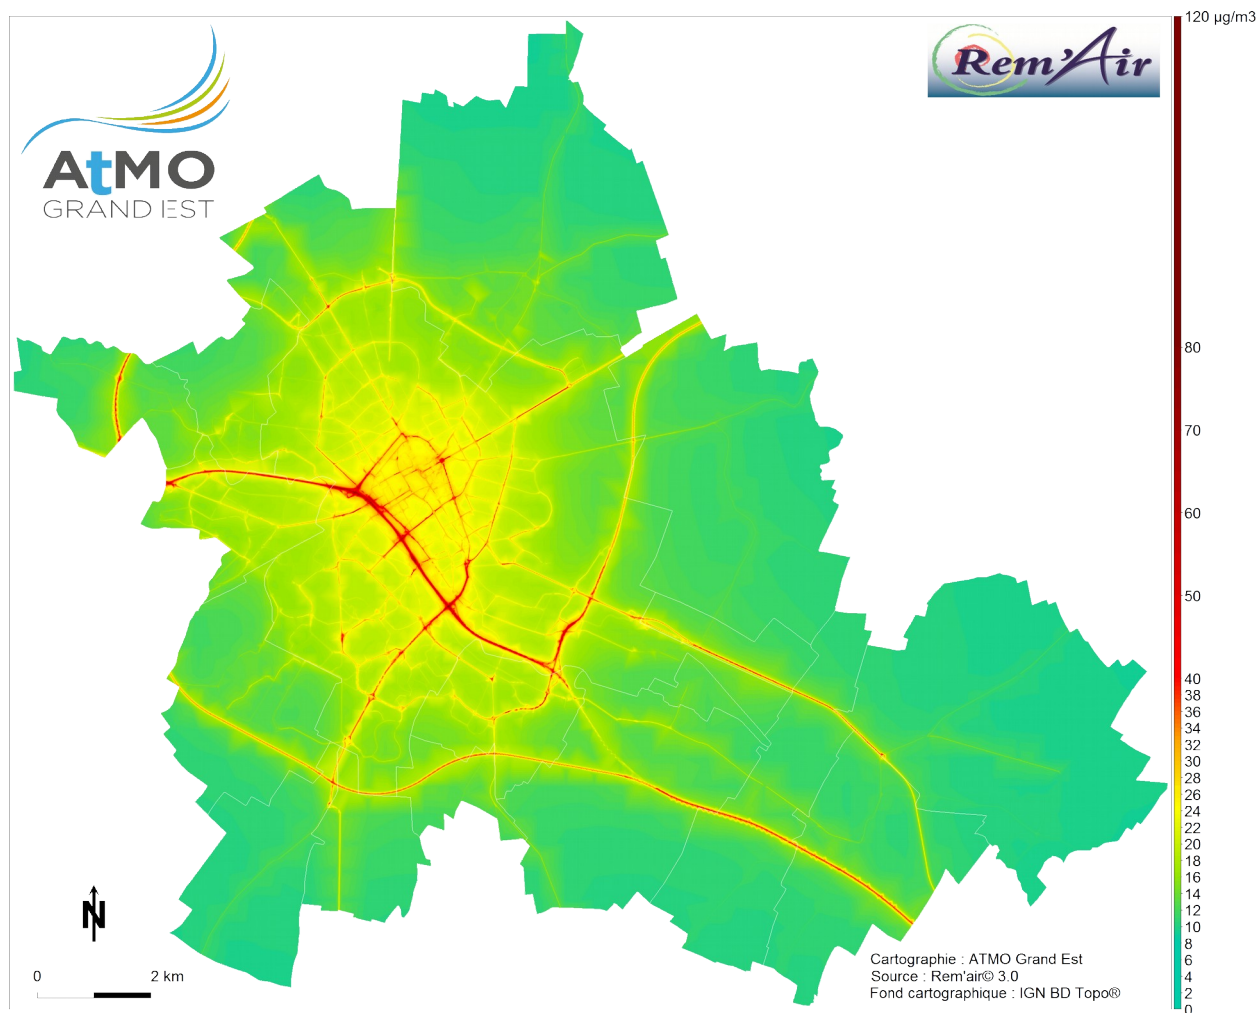 120 µg/m3
Rem'Air
AtMO
GRAND EST
80
70
60
50
40
38
36
34
32
30
28
26
24
22
20
18
16
14
12
10
8
6
4
2
0
N
0 2 km
Cartographie : ATMO Grand Est
Source : Rem'air© 3.0
Fond cartographique : IGN BD Topo®